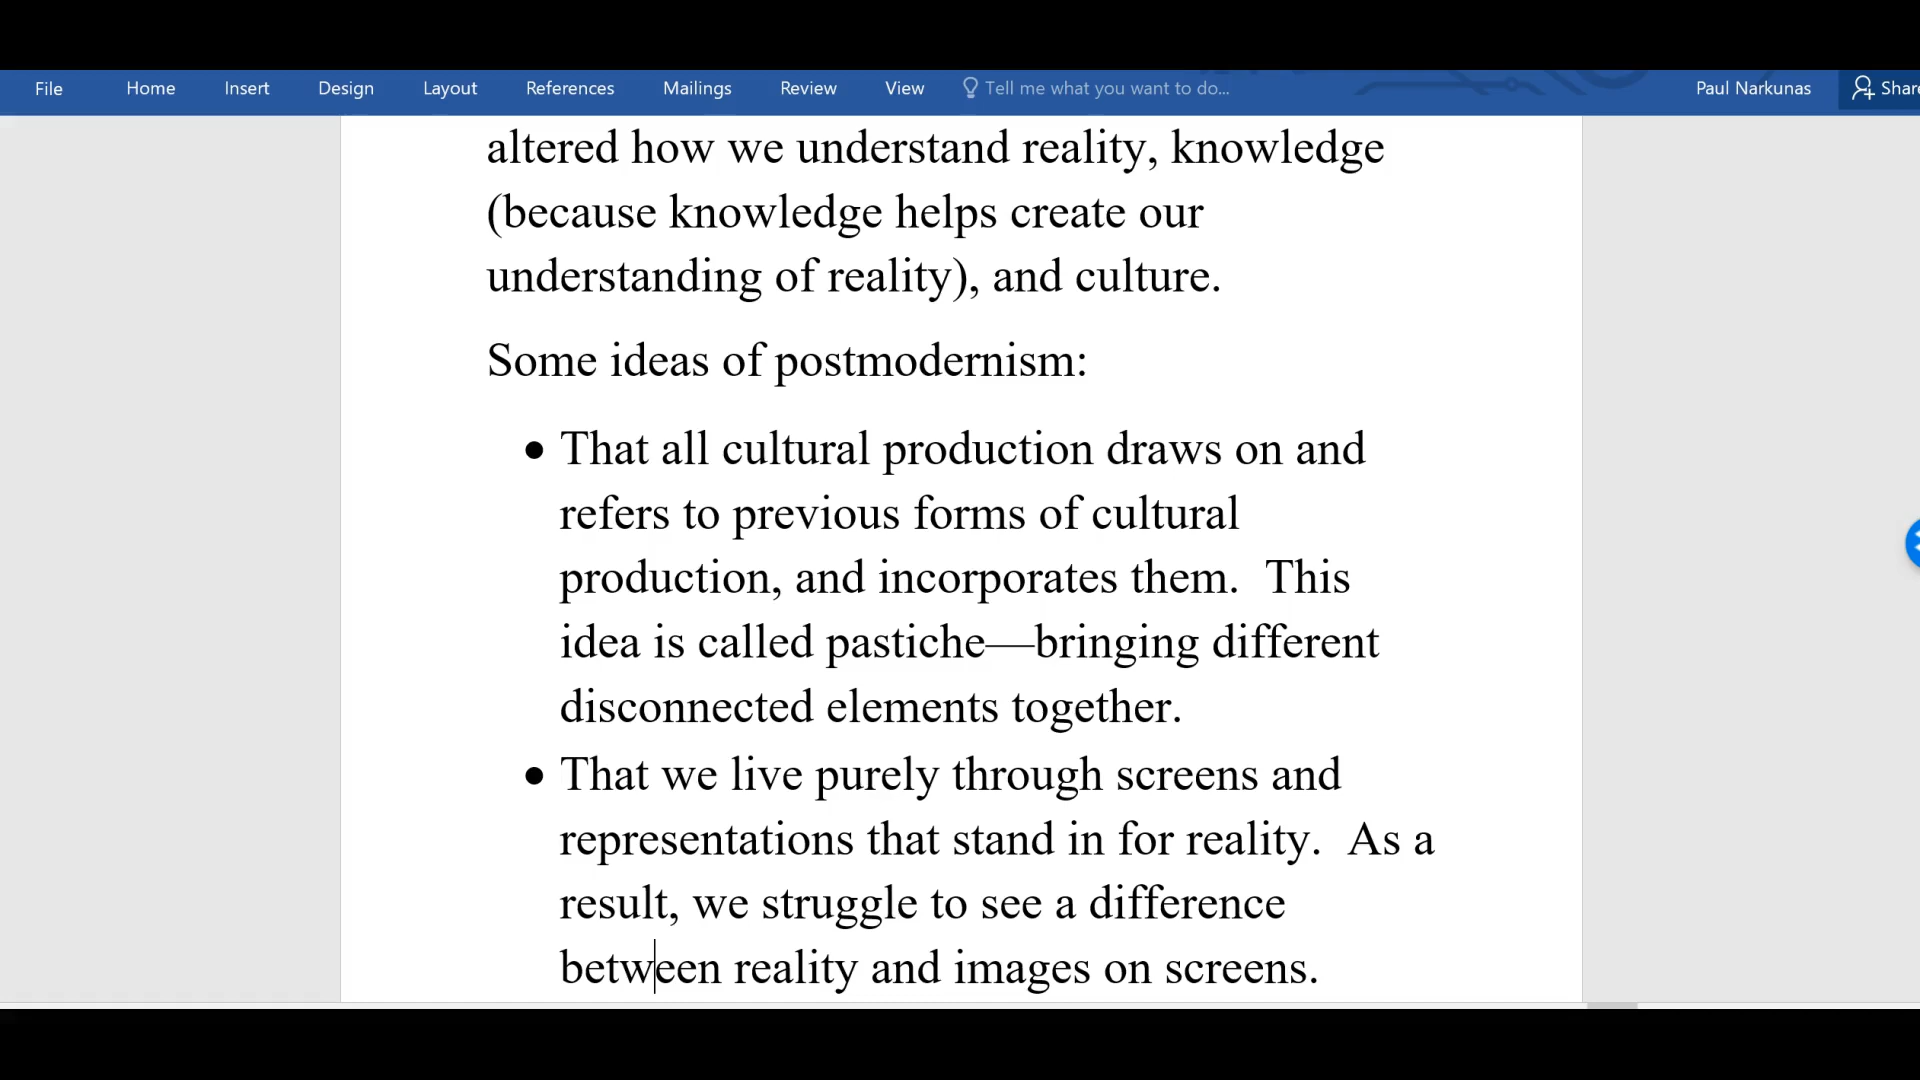 File Home Insert Design Layout References Mailings Review View Tell me what you want to do... Paul Narkunas Share
altered how we understand reality, knowledge
(because knowledge helps create our
understanding of reality), and culture.
Some ideas of postmodernism:
• That all cultural production draws on and
refers to previous forms of cultural
production, and incorporates them.  This
idea is called pastiche—bringing different
disconnected elements together.
• That we live purely through screens and
representations that stand in for reality.  As a
result, we struggle to see a difference
between reality and images on screens.